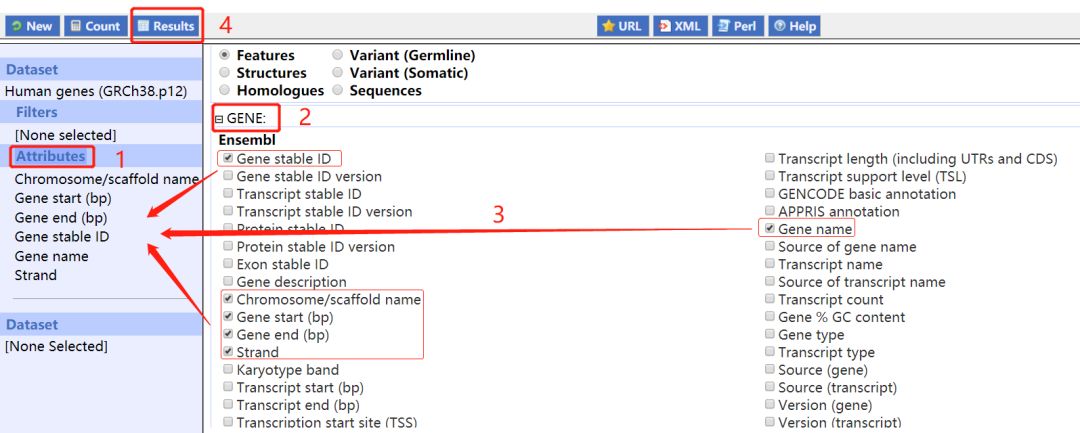 New Count Results 4 URL XML Perl Help
Dataset
Human genes (GRCh38.p12)
Filters
[None selected]
Attributes 1
Chromosome/scaffold name
Gene start (bp)
Gene end (bp)
Gene stable ID
Gene name
Strand
Dataset
[None Selected]
Features Variant (Germline)
Structures Variant (Somatic)
Homologues Sequences
GENE: 2
Ensembl
Gene stable ID
Gene stable ID version
Transcript stable ID
Transcript stable ID version
Protein stable ID
Protein stable ID version
Exon stable ID
Gene description
Chromosome/scaffold name
Gene start (bp)
Gene end (bp)
Strand
Karyotype band
Transcript start (bp)
Transcript end (bp)
Transcription start site (TSS)
3
Transcript length (including UTRs and CDS)
Transcript support level (TSL)
GENCODE basic annotation
APPRIS annotation
Gene name
Source of gene name
Transcript name
Source of transcript name
Transcript count
Gene % GC content
Gene type
Transcript type
Source (gene)
Source (transcript)
Version (gene)
Version (transcript)